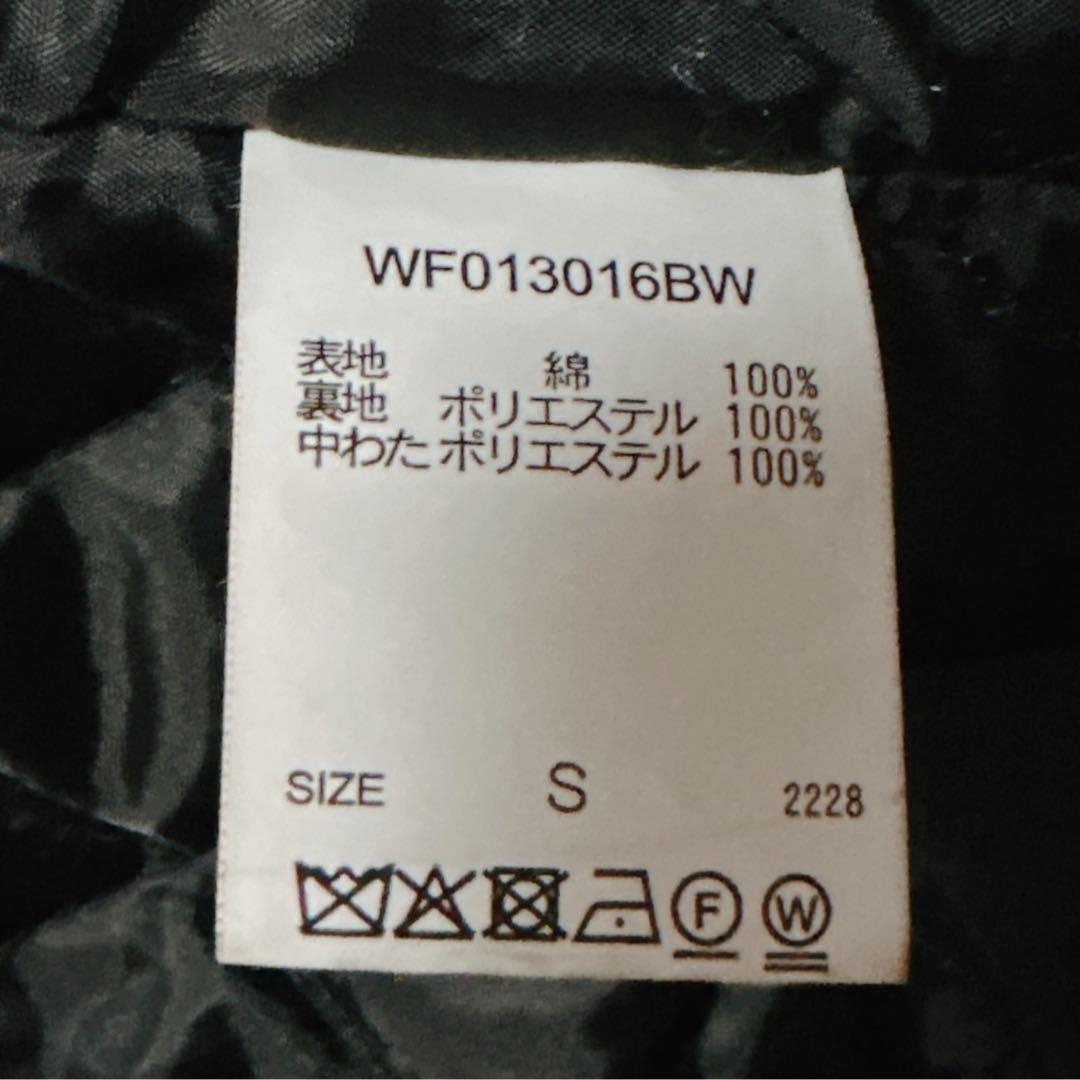 WF013016BW
表地 綿 100%
裏地 ポリエステル 100%
中わた ポリエステル 100%
SIZE S 2228
F W